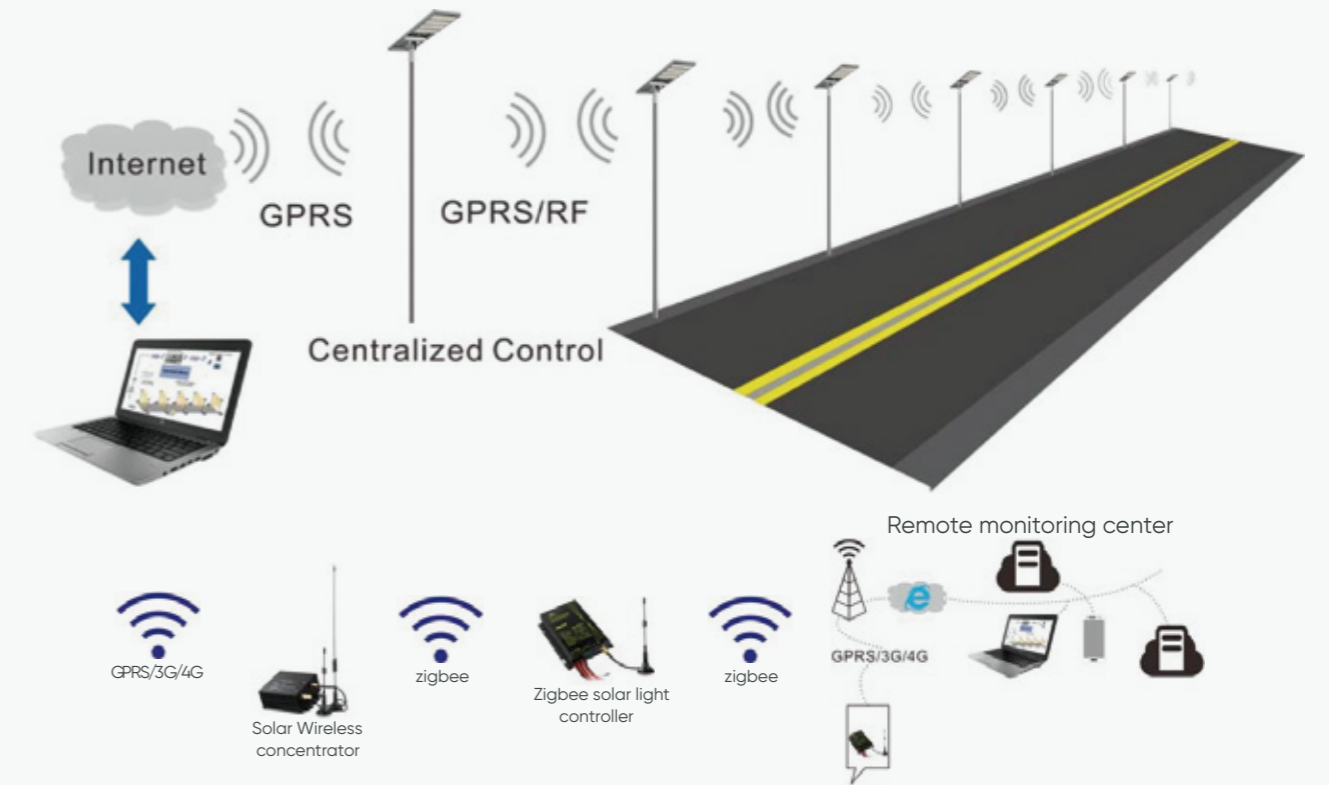 Internet
GPRS
GPRS/RF
Centralized Control
Remote monitoring center
GPRS/3G/4G
Solar Wireless
concentrator
zigbee
Zigbee solar light
controller
zigbee
GPRS/3G/4G